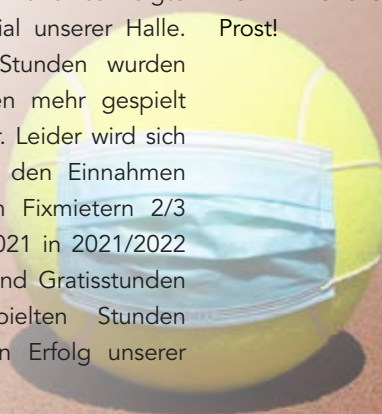 ial unserer Halle.
Prost!
Stunden wurden
en mehr gespielt
r. Leider wird sich
den Einnahmen
n Fixmietern 2/3
021 in 2021/2022
nd Gratisstunden
pielten Stunden
n Erfolg unserer